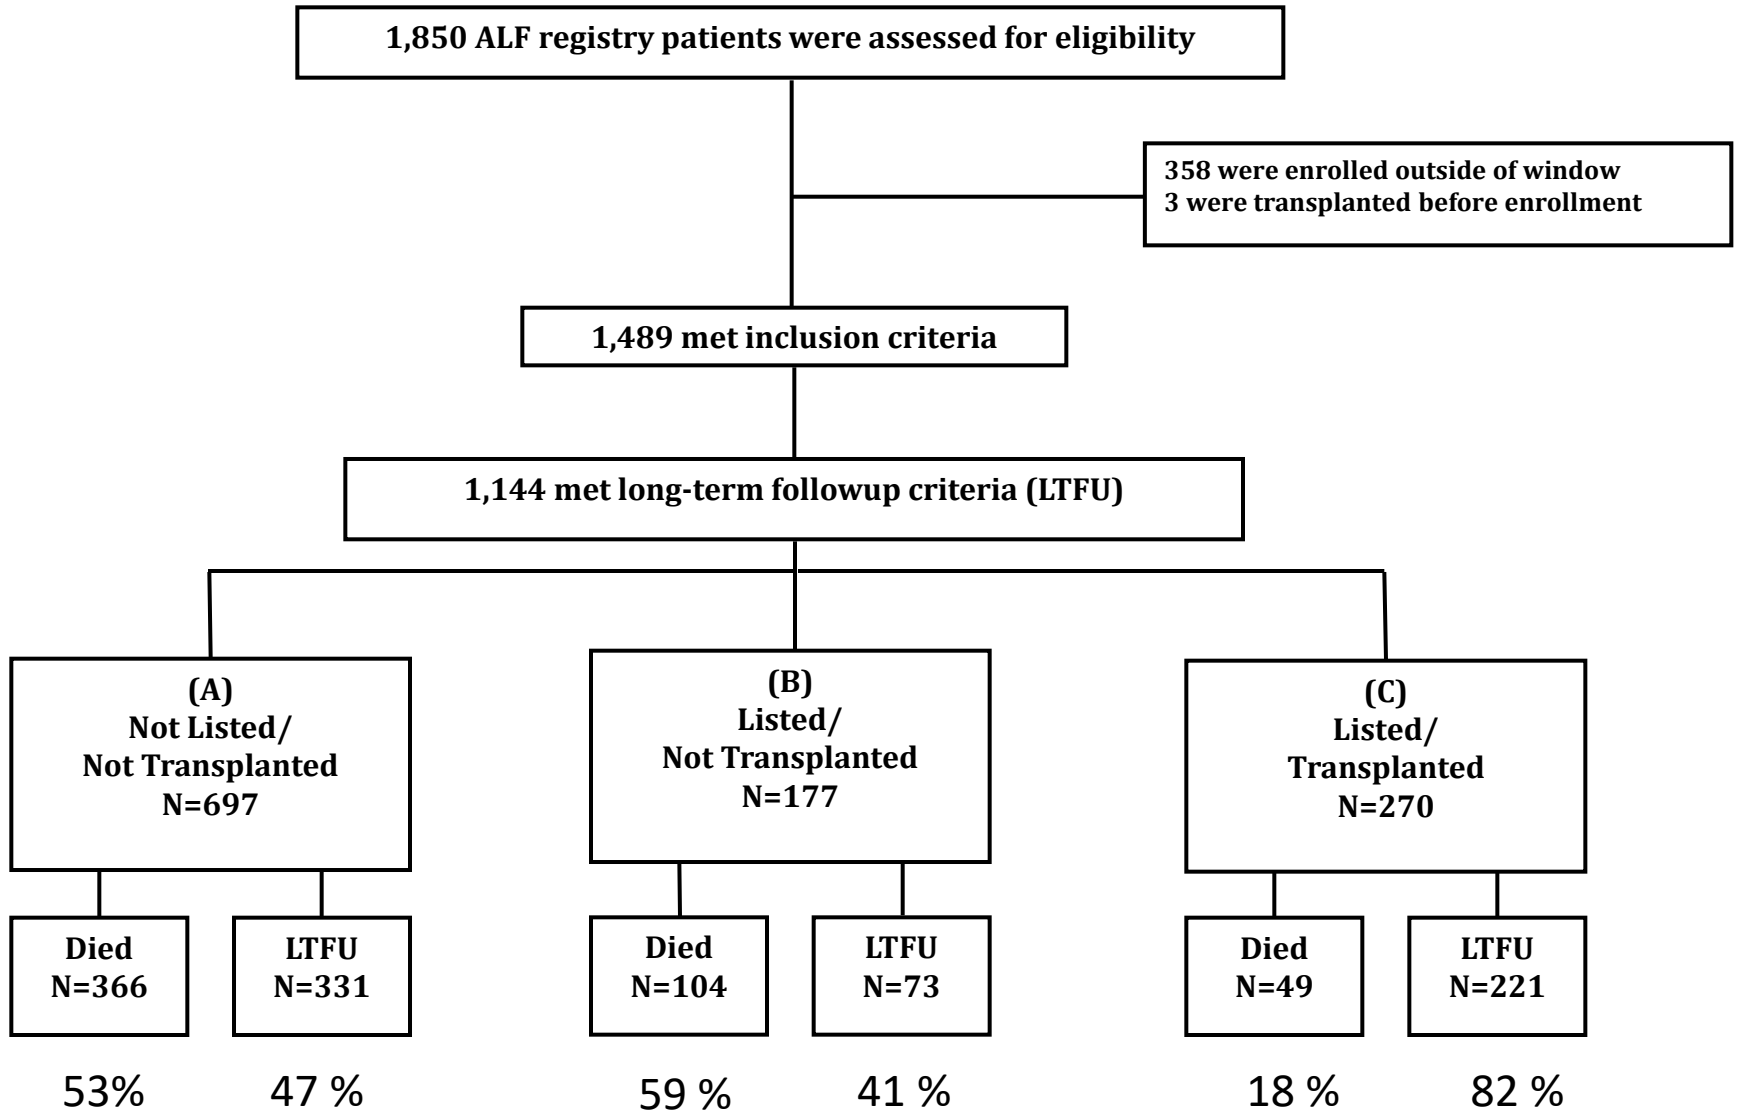 1,850 ALF registry patients were assessed for eligibility
358 were enrolled outside of window
3 were transplanted before enrollment
1,489 met inclusion criteria
1,144 met long-term followup criteria (LTFU)
(A)
Not Listed/
Not Transplanted
N=697
(B)
Listed/
Not Transplanted
N=177
(C)
Listed/
Transplanted
N=270
Died
N=366
LTFU
N=331
Died
N=104
LTFU
N=73
Died
N=49
LTFU
N=221
53%
47 %
59 %
41 %
18 %
82 %